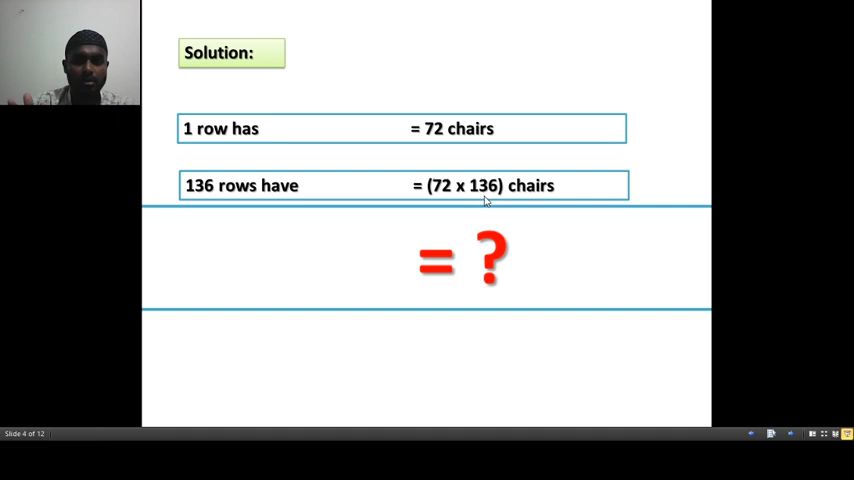 Solution:
1 row has = 72 chairs
136 rows have = (72 x 136) chairs
= ?
Slide 4 of 12